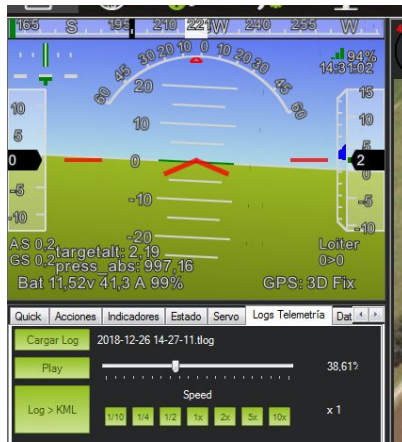 165 S 195 210 221W 240 255 W
60 45 30 20 10 0 10 20 30 45 60
94%
14:31:02
20
10
0
-10
-20
10
5
0
-5
-10
15
10
5
2
0
-5
-10
AS 0,2
GS 0,2
targetalt: 2,19
press_abs: 997,16
Bat 11,52v 41,3 A 99%
Loiter
0>0
GPS: 3D Fix
Quick Acciones Indicadores Estado Servo Logs Telemetría Dat
Cargar Log 2018-12-26 14-27-11.tlog
Play 38,61%
Speed
Log > KML 1/10 1/4 1/2 1x 2x 5x 10x x 1